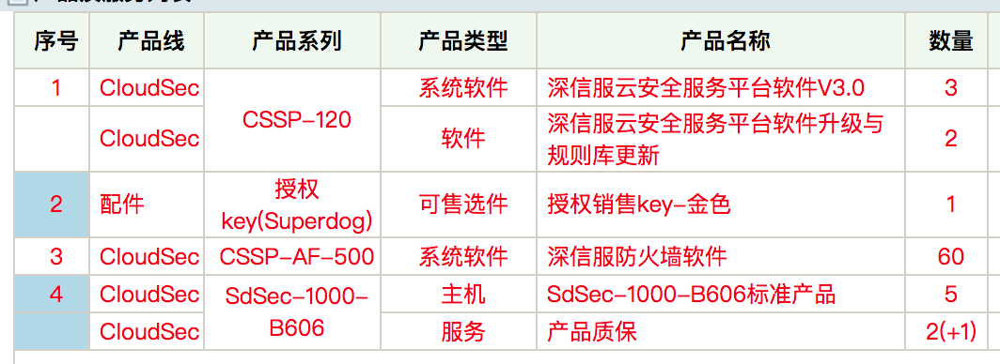 序号 产品线 产品系列 产品类型 产品名称 数量
1 CloudSec CSSP-120 系统软件 深信服云安全服务平台软件V3.0 3
CloudSec 软件 深信服云安全服务平台软件升级与 2
规则库更新
2 配件 授权 可售选件 授权销售key-金色 1
key(Superdog)
3 CloudSec CSSP-AF-500 系统软件 深信服防火墙软件 60
4 CloudSec SdSec-1000- 主机 SdSec-1000-B606标准产品 5
B606
CloudSec 服务 产品质保 2(+1)